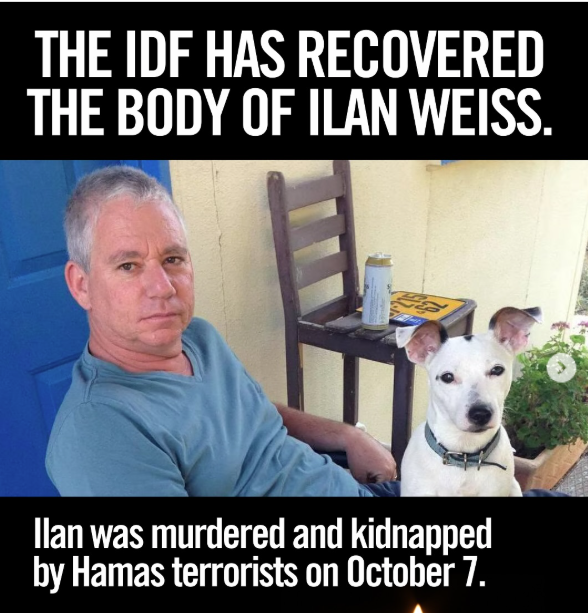 THE IDF HAS RECOVERED
THE BODY OF ILAN WEISS.
Ilan was murdered and kidnapped
by Hamas terrorists on October 7.